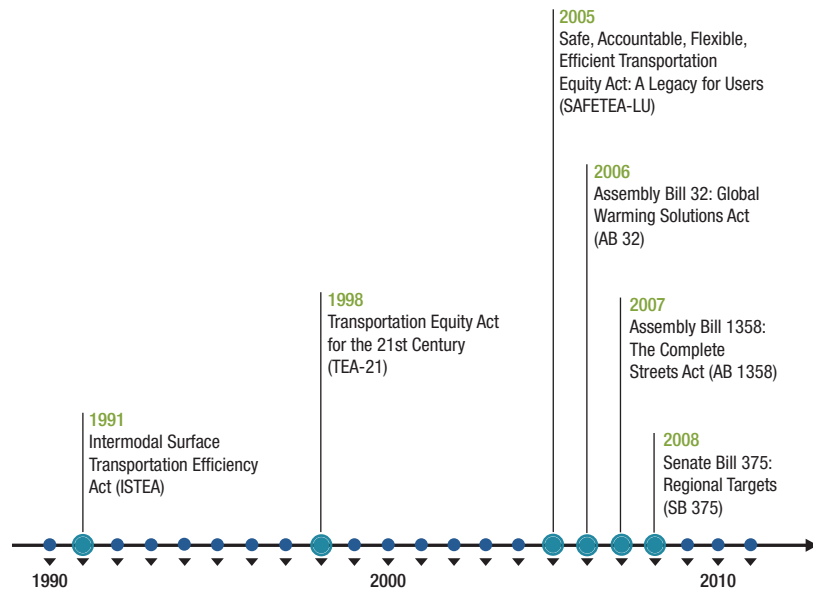 2005
Safe, Accountable, Flexible,
Efficient Transportation
Equity Act: A Legacy for Users
(SAFETEA-LU)
2006
Assembly Bill 32: Global
Warming Solutions Act
(AB 32)
1998
Transportation Equity Act
for the 21st Century
(TEA-21)
2007
Assembly Bill 1358:
The Complete
Streets Act (AB 1358)
1991
Intermodal Surface
Transportation Efficiency
Act (ISTEA)
2008
Senate Bill 375:
Regional Targets
(SB 375)
1990
2000
2010